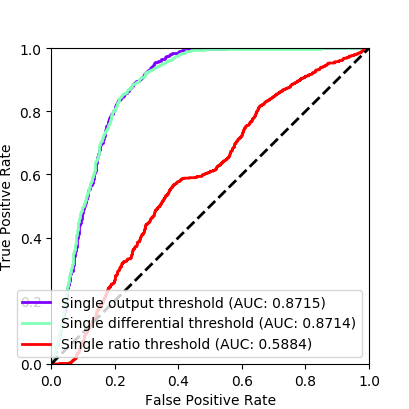 1.0
0.8
0.6
0.4
0.2
0.0
True Positive Rate
Single output threshold (AUC: 0.8715)
Single differential threshold (AUC: 0.8714)
Single ratio threshold (AUC: 0.5884)
0.0 0.2 0.4 0.6 0.8 1.0
False Positive Rate